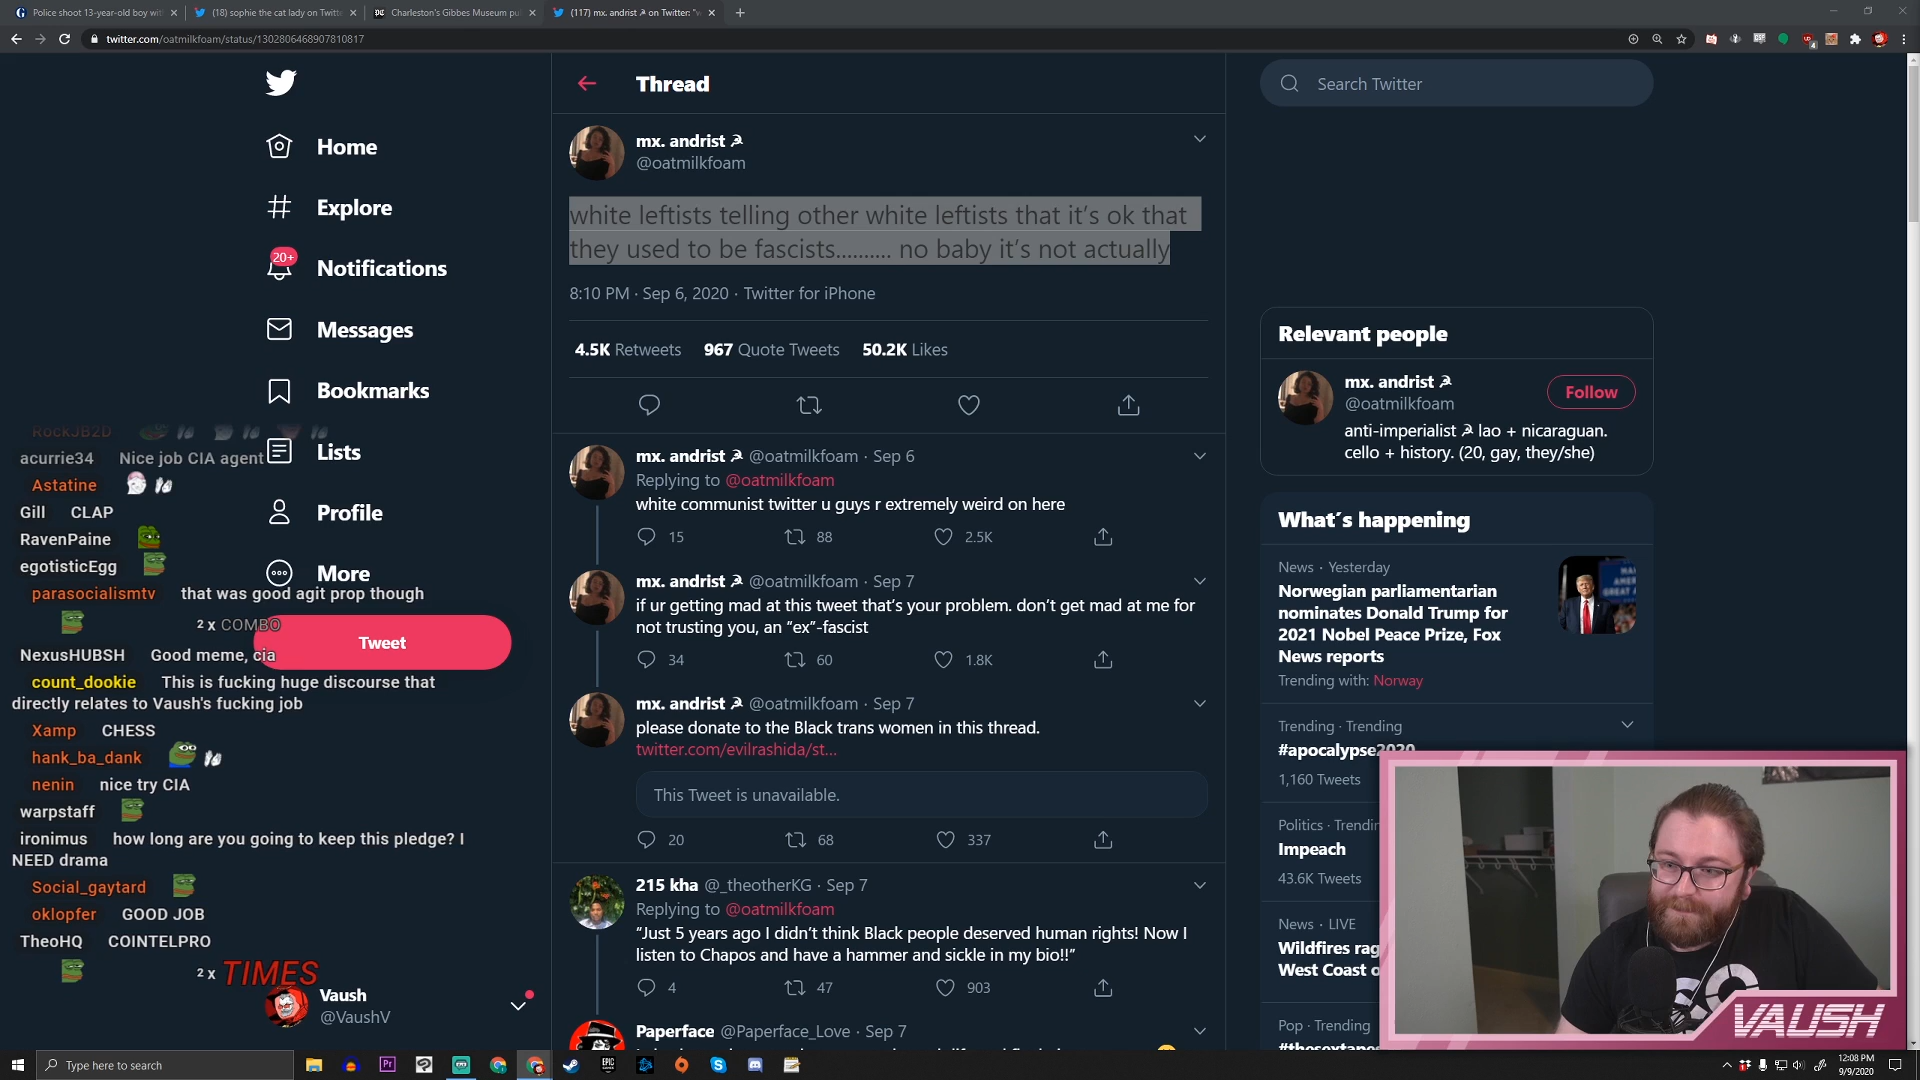 Police shoot 13-year-old boy wit
(18) sophie the cat lady on Twitte
Charleston's Gibbes Museum pu
(117) mx. andrist ☭ on Twitter: "w
twitter.com/oatmilkfoam/status/1302806468907810817
Home
Explore
20+
Notifications
Messages
Bookmarks
Lists
Profile
More
Tweet
Vaush
@VaushV
RockJB2D
acurrie34 Nice job CIA agent
Astatine
Gill CLAP
RavenPaine
egotisticEgg
parasocialismtv that was good agit prop though
2 x COMBO
NexusHUBSH Good meme, cia
count_dookie This is fucking huge discourse that
directly relates to Vaush's fucking job
Xamp CHESS
hank_ba_dank
nenin nice try CIA
warpstaff
ironimus how long are you going to keep this pledge? I
NEED drama
Social_gaytard
oklopfer GOOD JOB
TheoHQ COINTELPRO
2 x TIMES
Thread
mx. andrist ☭
@oatmilkfoam
white leftists telling other white leftists that it's ok that
they used to be fascists.......... no baby it's not actually
8:10 PM · Sep 6, 2020 · Twitter for iPhone
4.5K Retweets 967 Quote Tweets 50.2K Likes
mx. andrist ☭ @oatmilkfoam · Sep 6
Replying to @oatmilkfoam
white communist twitter u guys r extremely weird on here
15 88 2.5K
mx. andrist ☭ @oatmilkfoam · Sep 7
if ur getting mad at this tweet that's your problem. don't get mad at me for
not trusting you, an "ex"-fascist
34 60 1.8K
mx. andrist ☭ @oatmilkfoam · Sep 7
please donate to the Black trans women in this thread.
twitter.com/evilrashida/st...
This Tweet is unavailable.
20 68 337
215 kha @_theotherKG · Sep 7
Replying to @oatmilkfoam
"Just 5 years ago I didn't think Black people deserved human rights! Now I
listen to Chapos and have a hammer and sickle in my bio!!"
4 47 903
Paperface @Paperface_Love · Sep 7
Search Twitter
Relevant people
mx. andrist ☭
@oatmilkfoam
Follow
anti-imperialist ☭ lao + nicaraguan.
cello + history. (20, gay, they/she)
What's happening
News · Yesterday
Norwegian parliamentarian
nominates Donald Trump for
2021 Nobel Peace Prize, Fox
News reports
Trending with: Norway
Trending · Trending
#apocalypse2020
1,160 Tweets
Politics · Trendin
Impeach
43.6K Tweets
News · LIVE
Wildfires rag
West Coast o
Pop · Trending
#thesextape
VAUSH
Type here to search
12:08 PM
9/9/2020